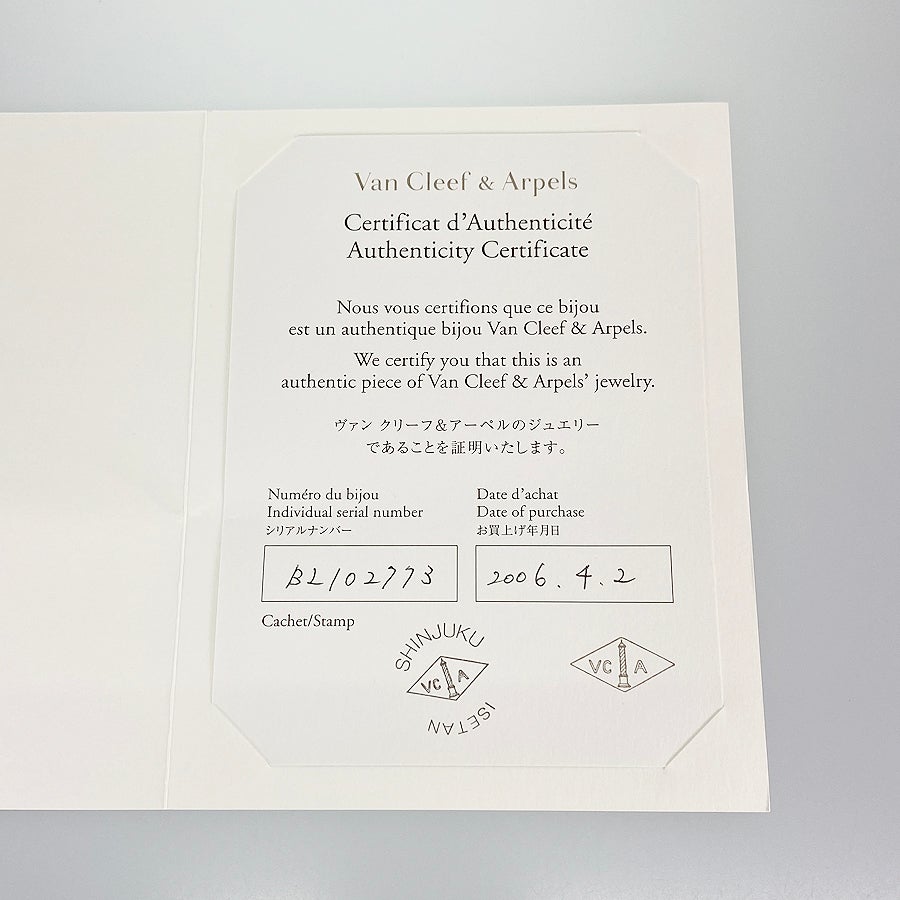 Van Cleef & Arpels
Certificat d'Authenticité
Authenticity Certificate
Nous vous certifions que ce bijou
est un authentique bijou Van Cleef & Arpels.
We certify you that this is an
authentic piece of Van Cleef & Arpels' jewelry.
ヴァン クリーフ&アーペルのジュエリー
であることを証明いたします。
Numéro du bijou
Individual serial number
シリアルナンバー
BL102773
Date d'achat
Date of purchase
お買上げ年月日
2006.4.2
Cachet/Stamp
SHINJUKU
VC A
ISETAN
VC A